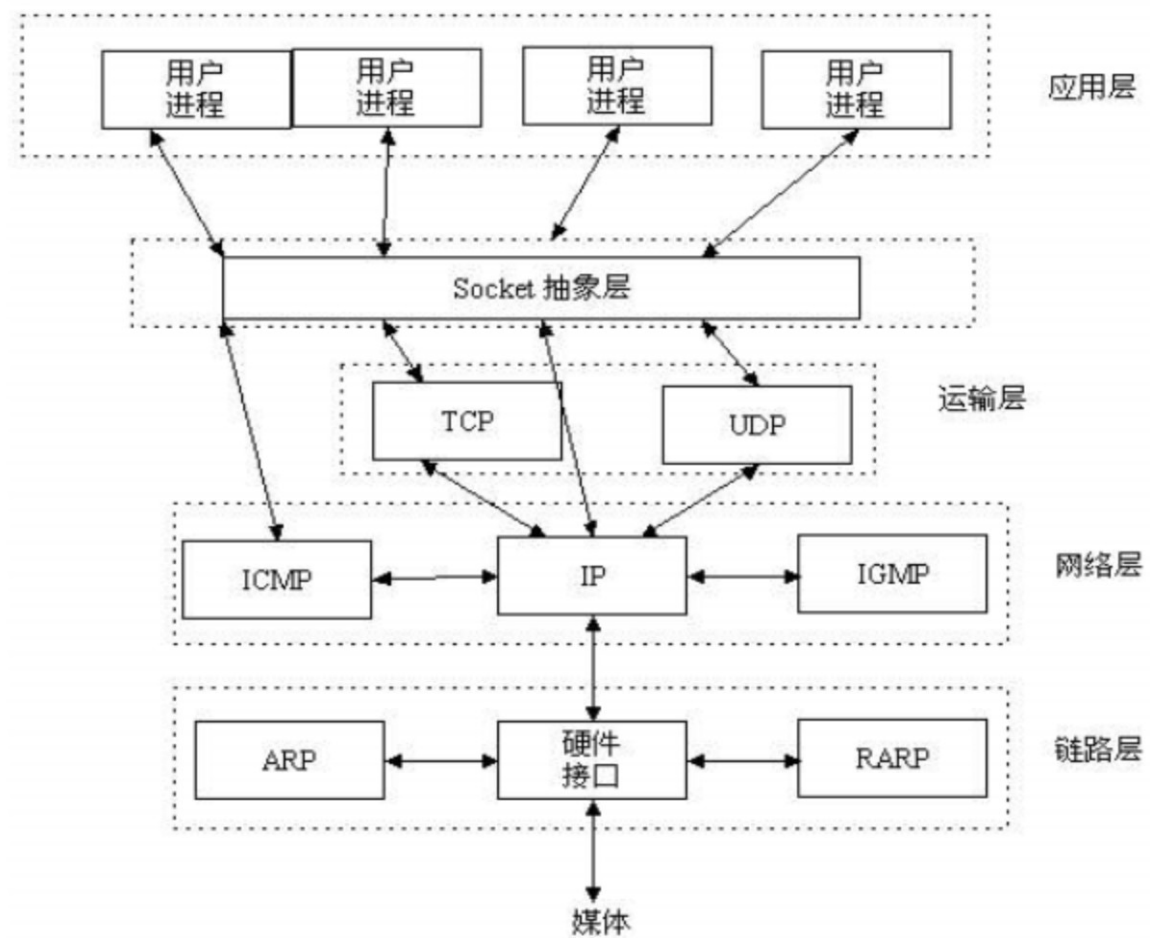 用户
进程
用户
进程
用户
进程
用户
进程
应用层
Socket 抽象层
TCP
UDP
运输层
ICMP
IP
IGMP
网络层
ARP
硬件
接口
RARP
链路层
媒体